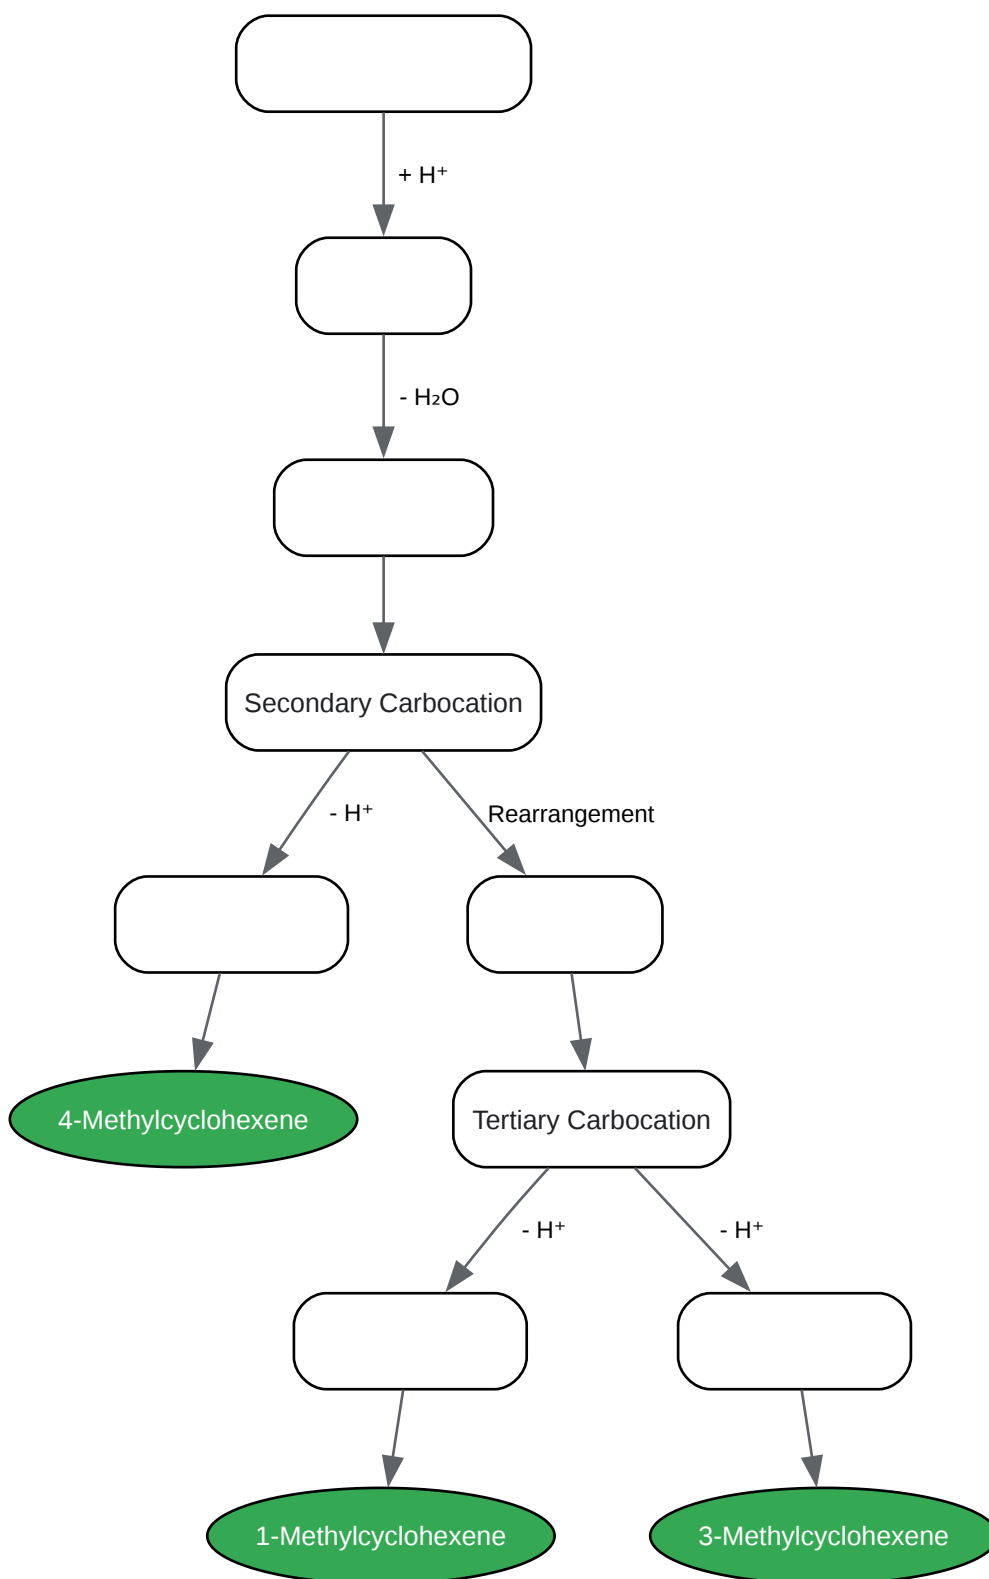 + H⁺
- H₂O
Secondary Carbocation
- H⁺
Rearrangement
4-Methylcyclohexene
Tertiary Carbocation
- H⁺
- H⁺
1-Methylcyclohexene
3-Methylcyclohexene